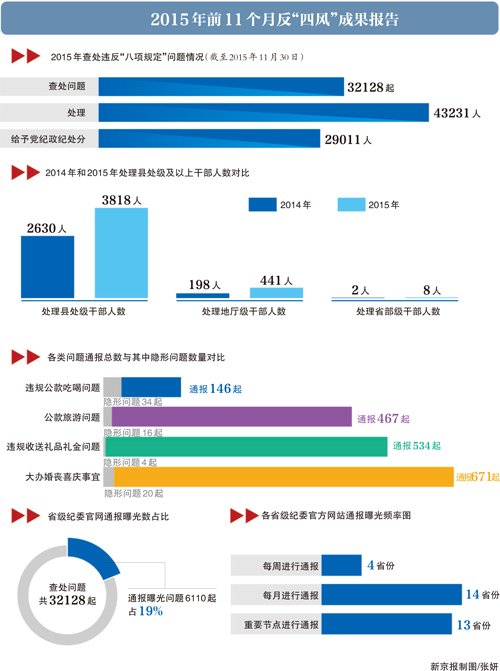 2015年前11个月反“四风”成果报告
2015年查处违反“八项规定”问题情况(截至2015年11月30日)
查处问题 32128起
处理 43231人
给予党纪政纪处分 29011人
2014年和2015年处理县处级及以上干部人数对比
2014年 2015年
2630人 3818人
198人 441人
2人 8人
处理县处级干部人数 处理地厅级干部人数 处理省部级干部人数
各类问题通报总数与其中隐形问题数量对比
违规公款吃喝问题 通报146起
隐形问题34起
公款旅游问题 通报467起
隐形问题16起
违规收送礼品礼金问题 通报534起
隐形问题4起
大办婚丧喜庆事宜 通报671起
隐形问题20起
省级纪委官网通报曝光数占比
查处问题
共32128起
通报曝光问题6110起
占19%
各省级纪委官方网站通报曝光频率图
每周进行通报 4省份
每月进行通报 14省份
重要节点进行通报 13省份
新京报制图/张妍